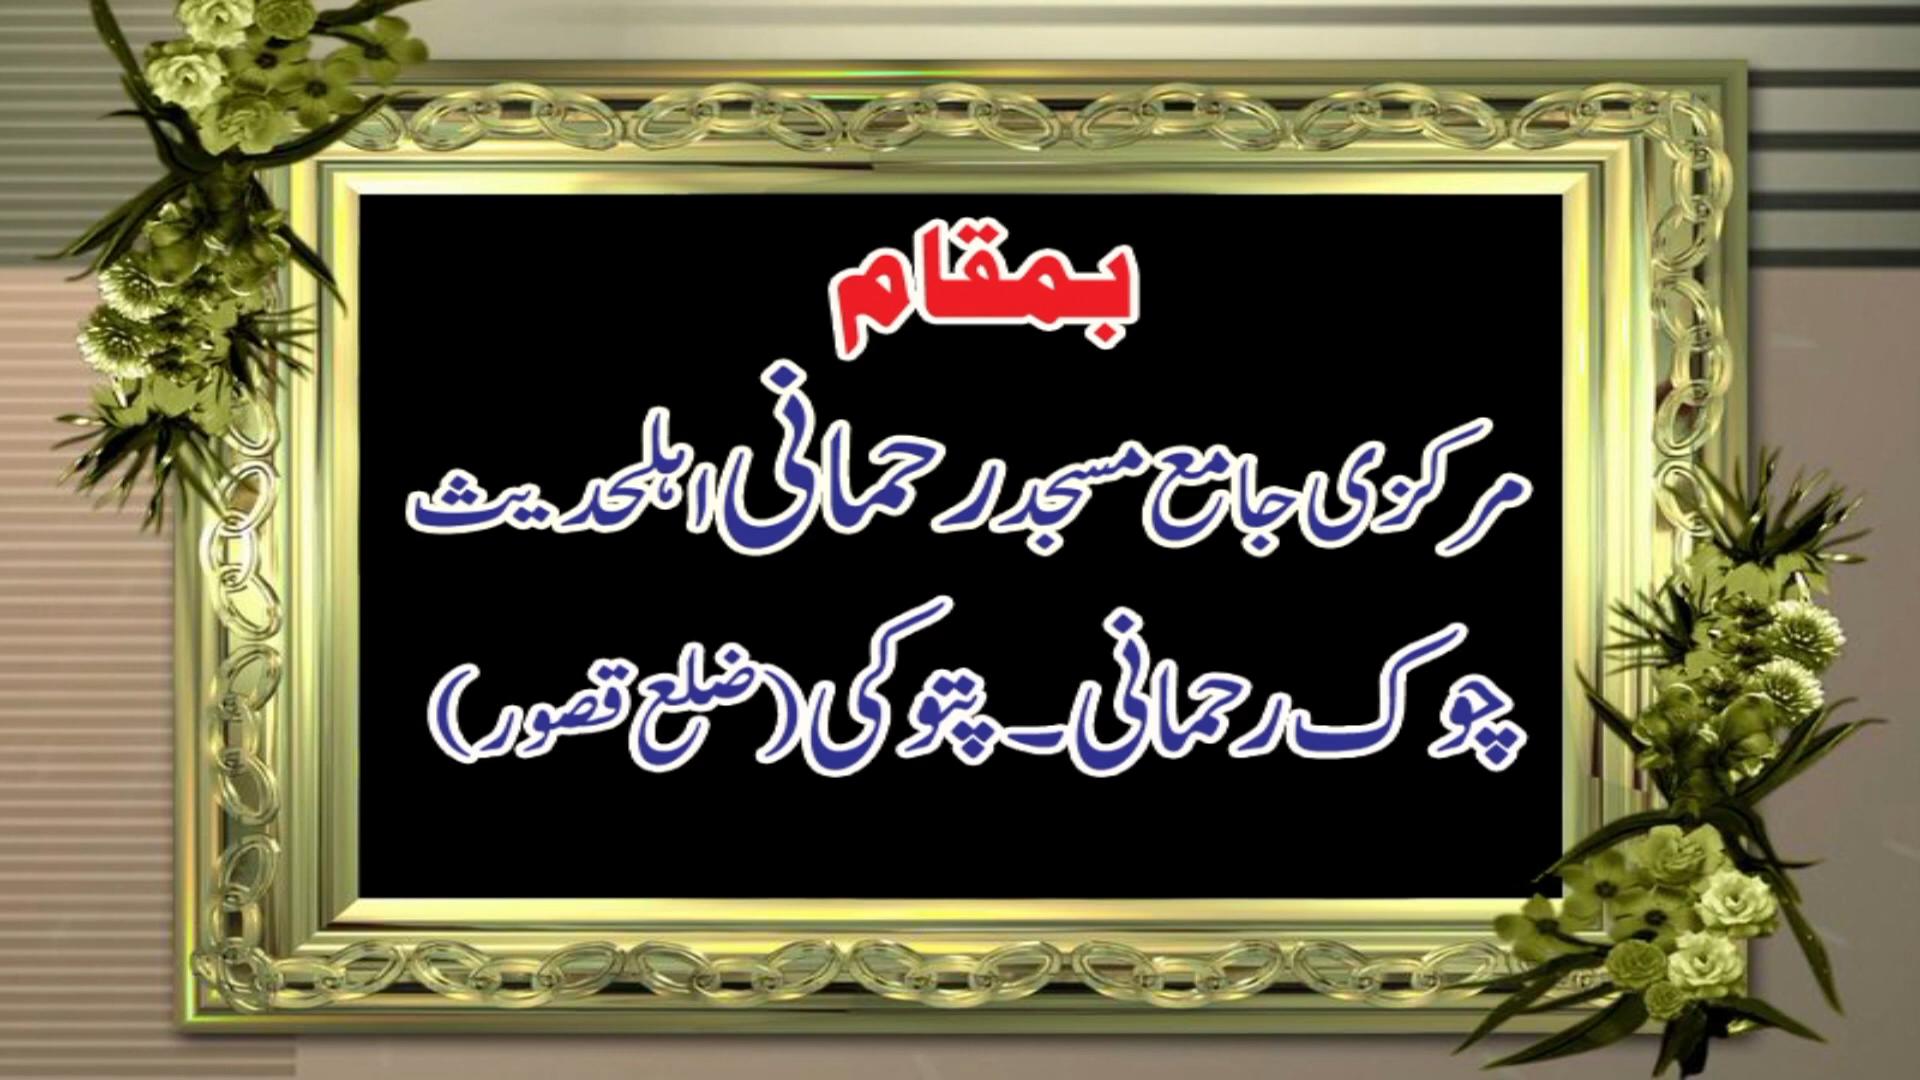 بمقام
مرکزی جامع مسجد رحمانی اہلحدیث
چوک رحمانی ۔ پتوکی (ضلع قصور)